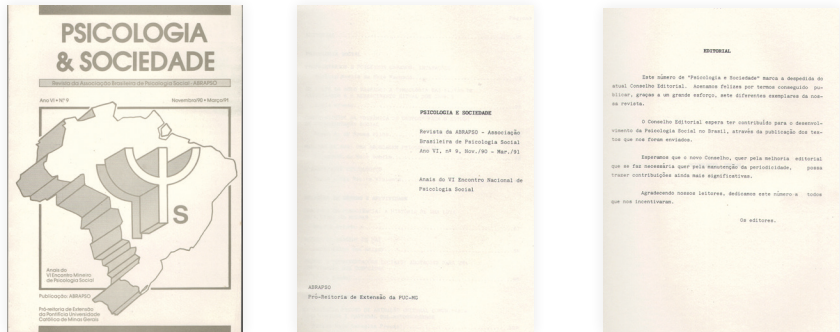 PSICOLOGIA
& SOCIEDADE
Revista da Associação Brasileira de Psicologia Social - ABRAPSO
Ano VI • Nº 9
Novembro/90 • Março/91
S
Anais do
VI Encontro Mineiro
de Psicologia Social
Publicação: ABRAPSO
Pró-reitoria de Extensão
da Pontifícia Universidade
Católica de Minas Gerais
PSICOLOGIA E SOCIEDADE
Revista da ABRAPSO - Associação
Brasileira de Psicologia Social
Ano VI, nº 9, Nov./90 - Mar./91
Anais do VI Encontro Nacional de
Psicologia Social
ABRAPSO
Pró-Reitoria de Extensão da PUC-MG
EDITORIAL
Este número de "Psicologia e Sociedade" marca a despedida do
atual Conselho Editorial. Estamos felizes por termos conseguido pu-
blicar, graças a um grande esforço, sete diferentes exemplares da nos-
sa revista.
O Conselho Editorial espera ter contribuído para o desenvol-
vimento da Psicologia Social no Brasil, através da publicação dos tex-
tos que nos foram enviados.
Esperamos que o novo Conselho, quer pela melhoria editorial
que se faz necessária quer pela manutenção da periodicidade, possa
trazer contribuições ainda mais significativas.
Agradecendo nossos leitores, dedicamos este número a todos
que nos incentivaram.
Os editores.